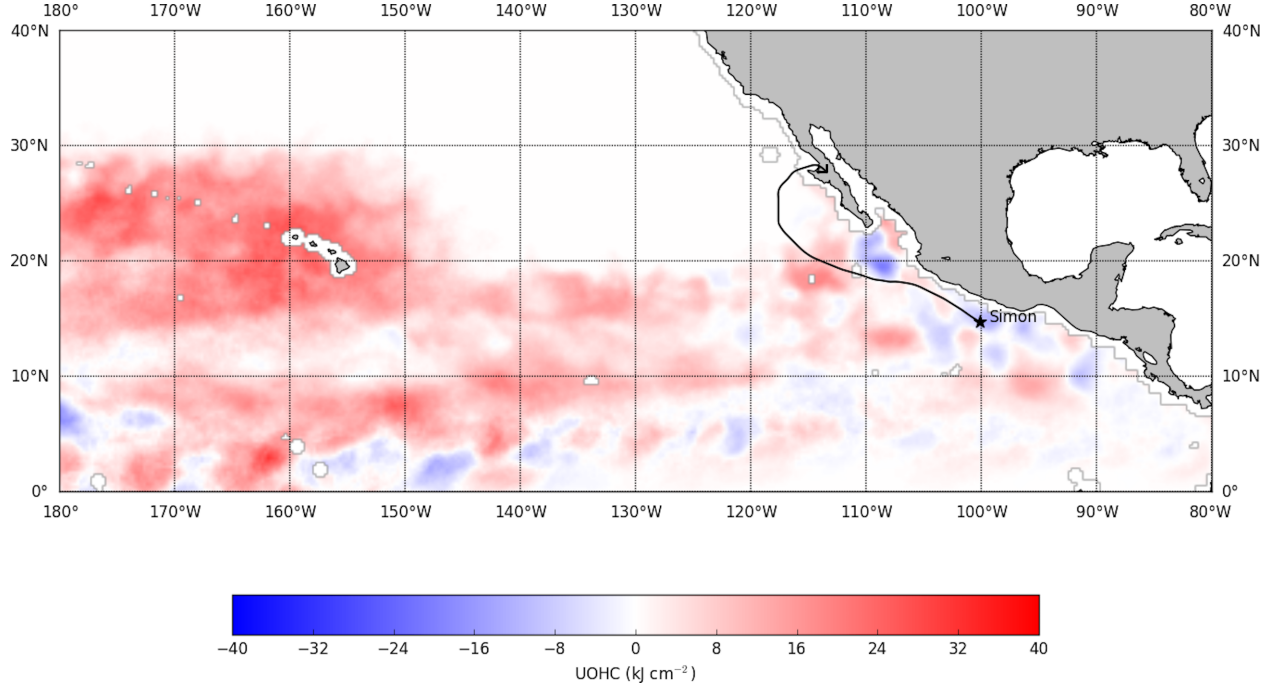 180° 170°W 160°W 150°W 140°W 130°W 120°W 110°W 100°W 90°W 80°W
40°N 40°N
30°N 30°N
20°N 20°N
Simon
10°N 10°N
0° 0°
180° 170°W 160°W 150°W 140°W 130°W 120°W 110°W 100°W 90°W 80°W
−40 −32 −24 −16 −8 0 8 16 24 32 40
UOHC (kJ cm⁻²)